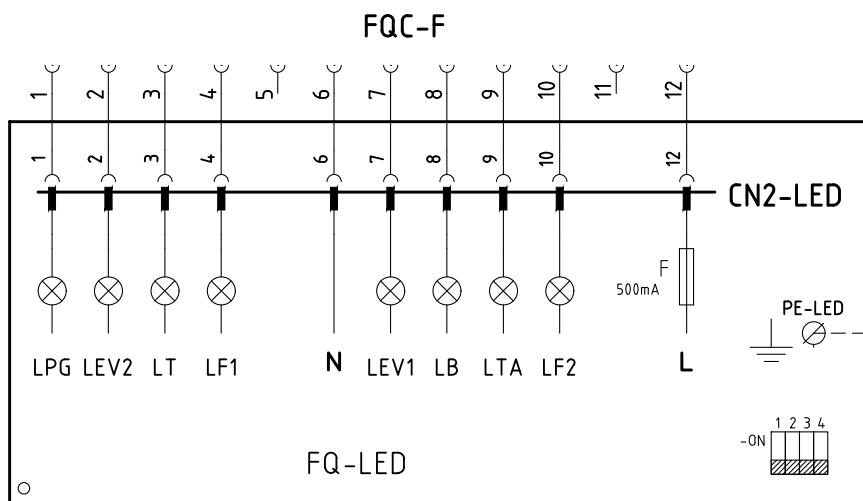 FQC-F
1 2 3 4 5 6 7 8 9 10 11 12
1 2 3 4 6 7 8 9 10 12
CN2-LED
F
500mA
PE-LED
LPG LEV2 LT LF1 N LEV1 LB LTA LF2 L
1 2 3 4
-ON
FQ-LED